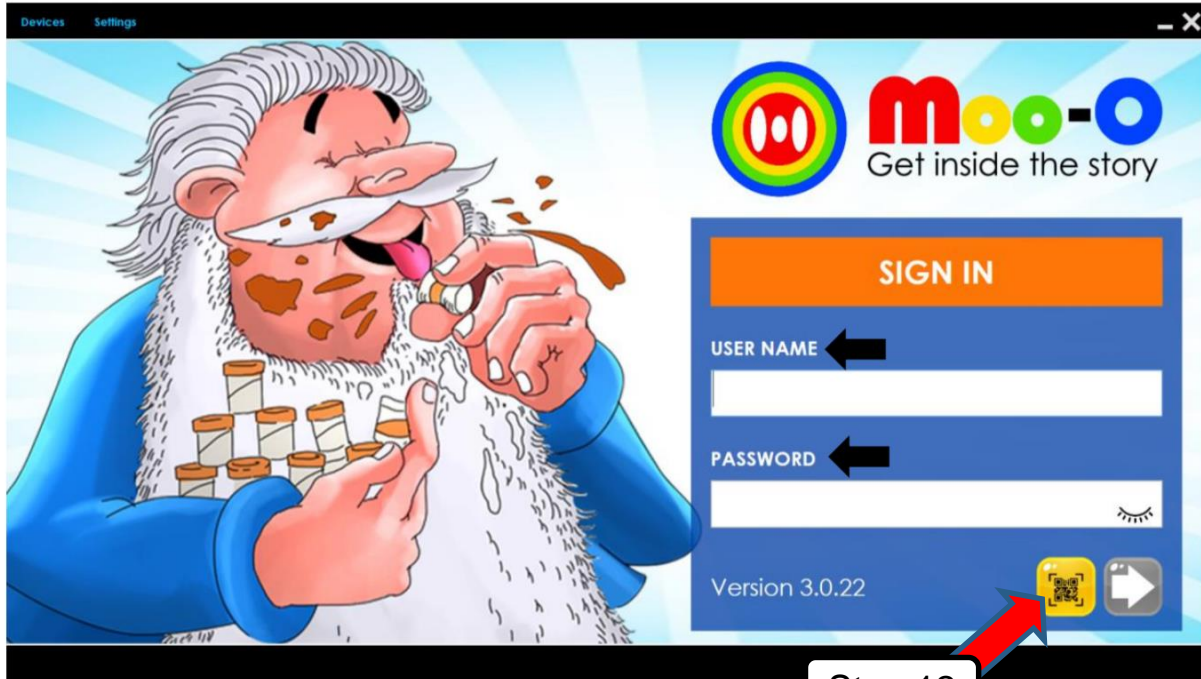 Devices Settings
Moo-O
Get inside the story
SIGN IN
USER NAME
PASSWORD
Version 3.0.22